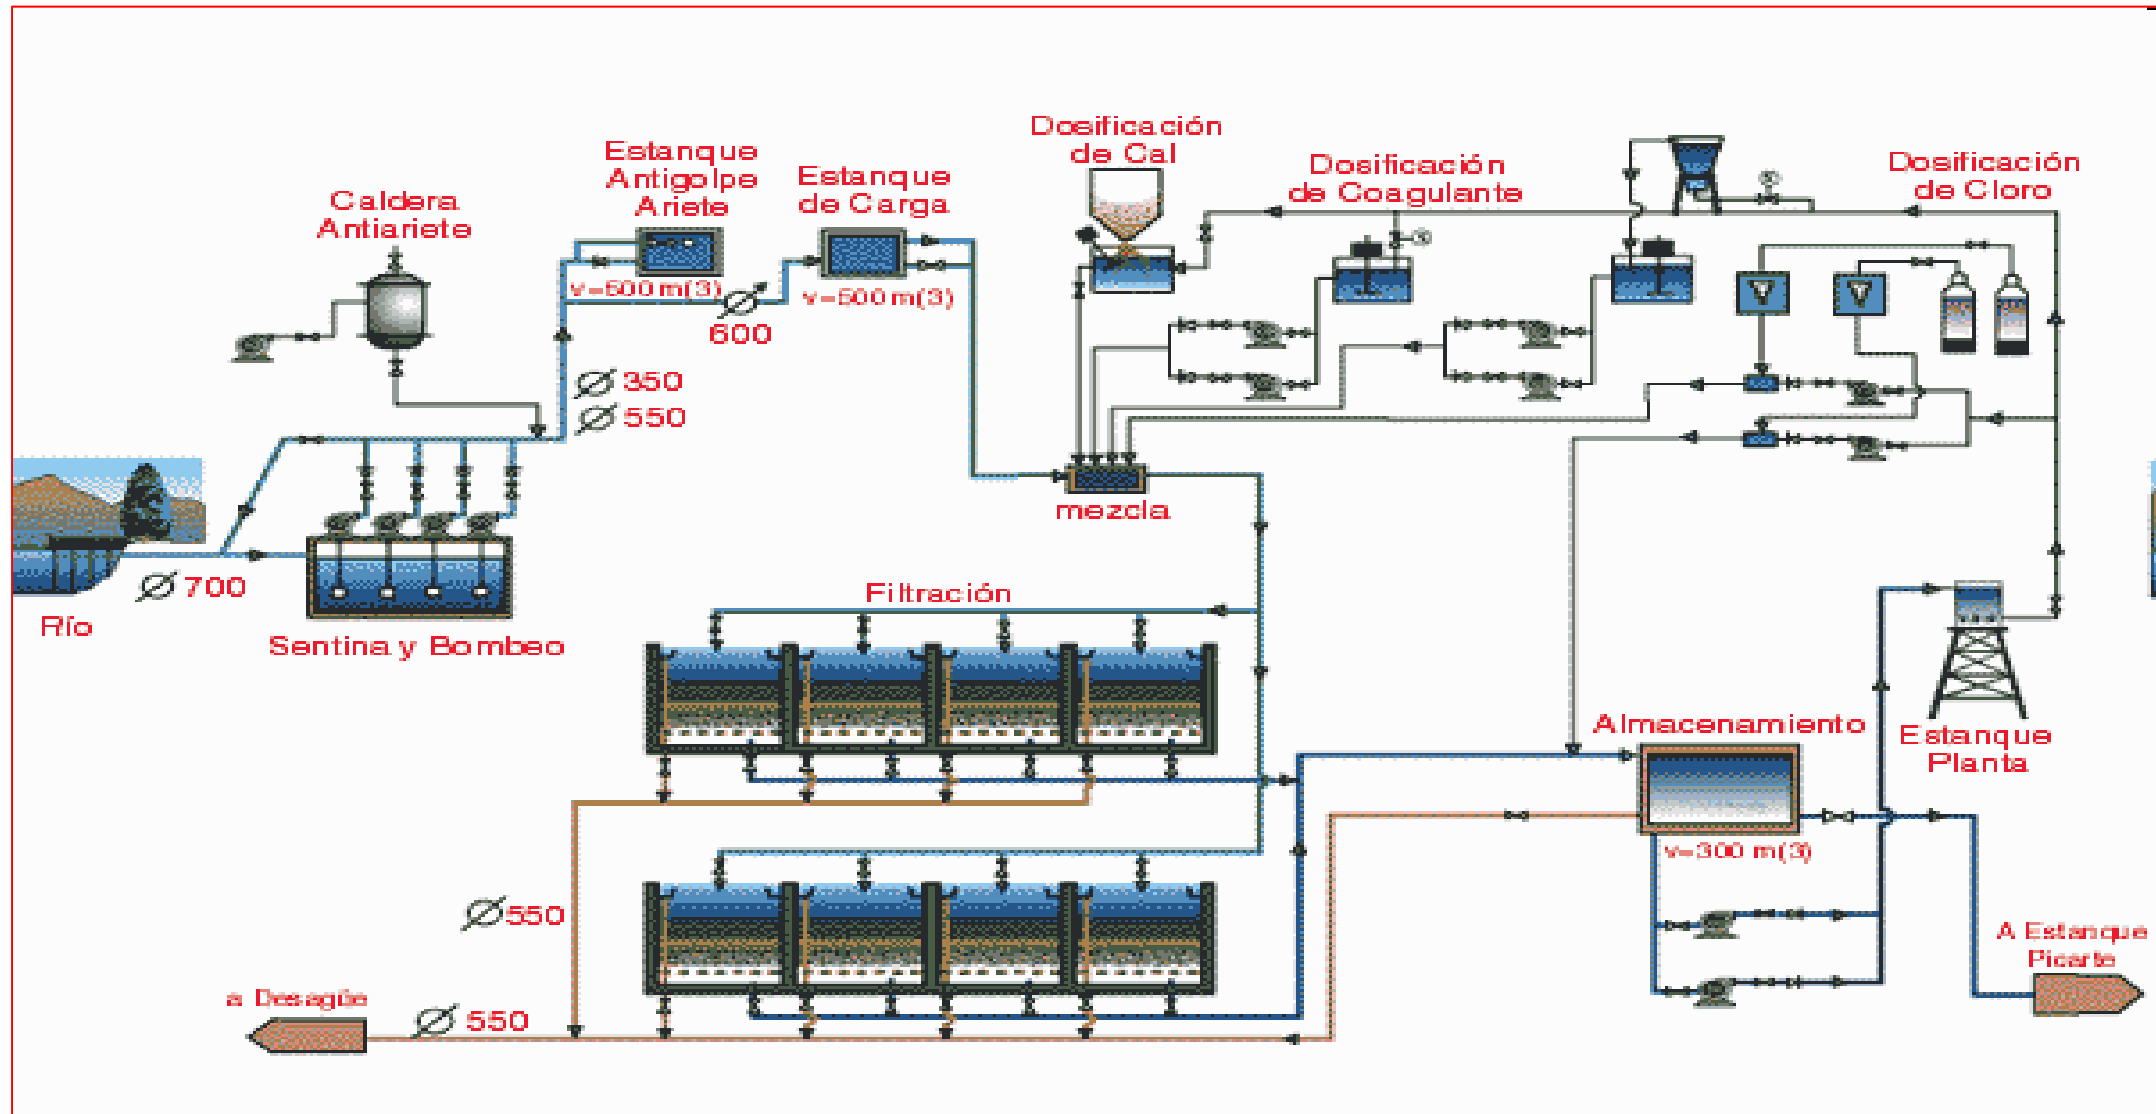 Dosificación
de Cal
Estanque
Antigolpe
Ariete
Estanque
de Carga
Dosificación
de Coagulante
Dosificación
de Cloro
Caldera
Antiariete
v=500 m(3)
v=500 m(3)
Ø 600
Ø 350
Ø 550
mezcla
Ø 700
Río
Sentina y Bombeo
Filtración
Almacenamiento
Estanque
Planta
v=300 m(3)
Ø 550
A Estanque
Picarte
a Desagüe
Ø 550